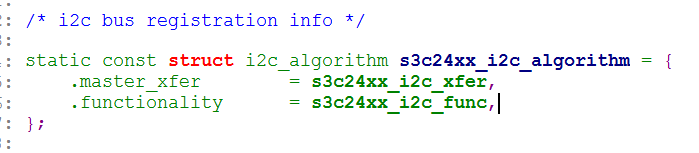 /* i2c bus registration info */
static const struct i2c_algorithm s3c24xx_i2c_algorithm = {
    .master_xfer        = s3c24xx_i2c_xfer,
    .functionality      = s3c24xx_i2c_func,
};